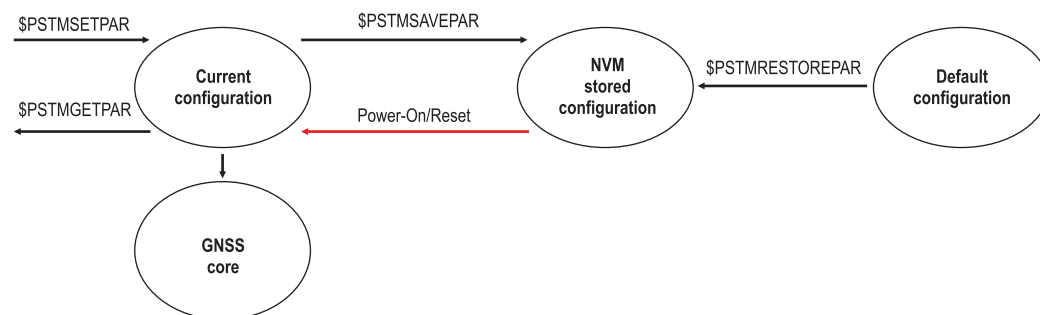 $PSTMSETPAR
$PSTMSAVEPAR
Current
configuration
NVM
stored
configuration
$PSTMRESTOREPAR
Default
configuration
$PSTMGETPAR
Power-On/Reset
GNSS
core